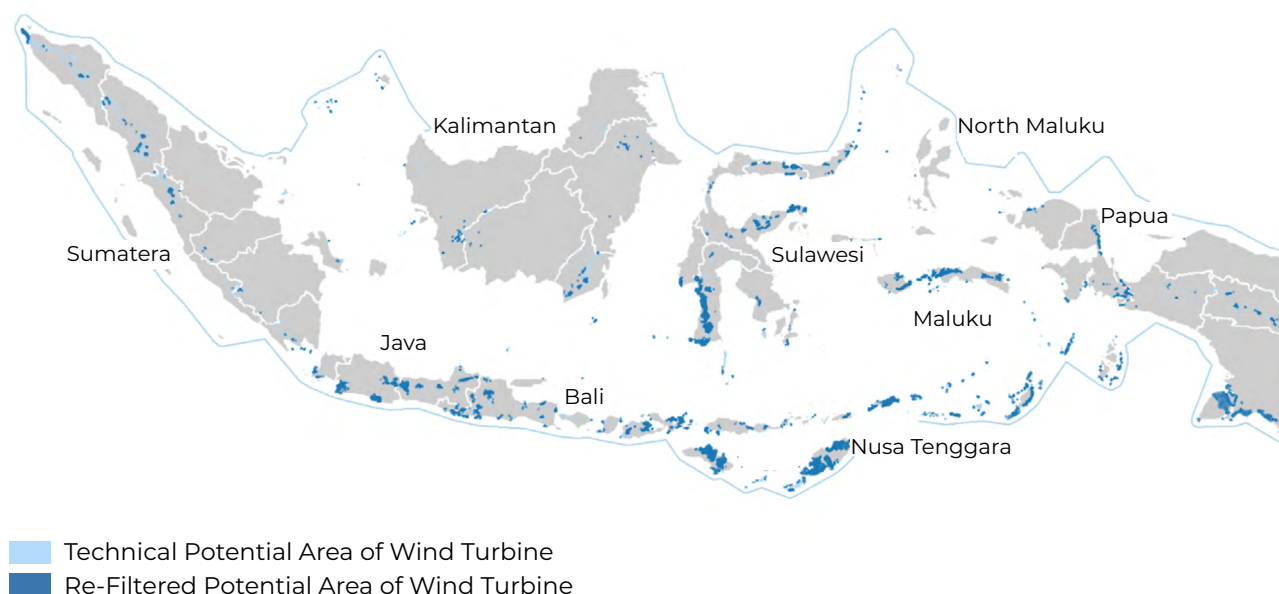 Kalimantan
North Maluku
Papua
Sumatera
Sulawesi
Maluku
Java
Bali
Nusa Tenggara
Technical Potential Area of Wind Turbine
Re-Filtered Potential Area of Wind Turbine